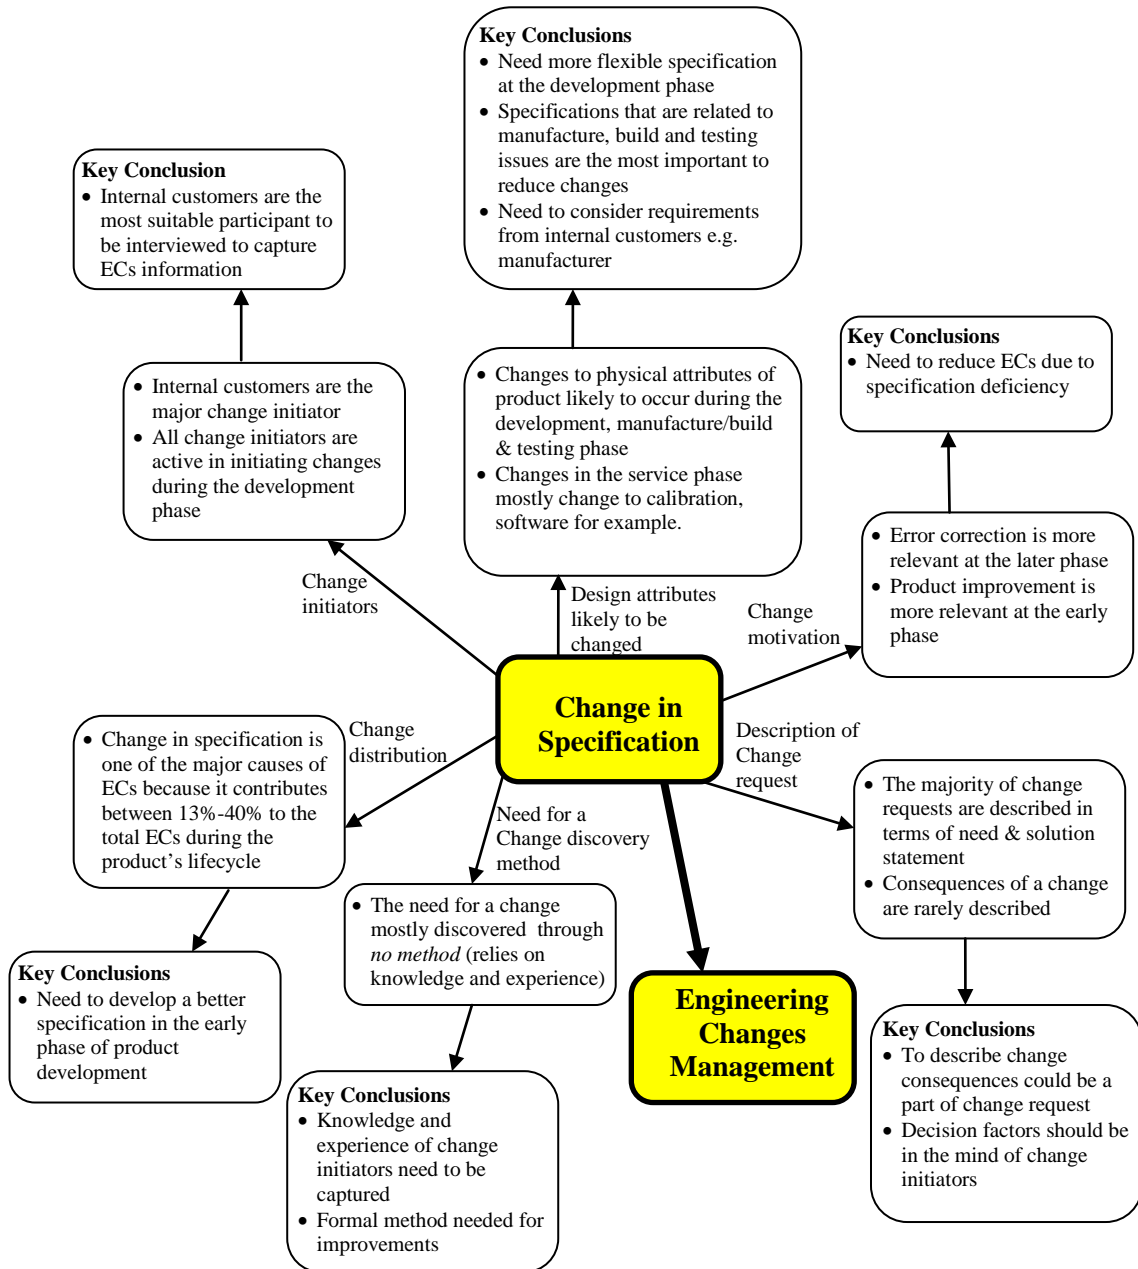 Key Conclusions
• Need more flexible specification
at the development phase
• Specifications that are related to
manufacture, build and testing
issues are the most important to
reduce changes
• Need to consider requirements
from internal customers e.g.
manufacturer
Key Conclusion
• Internal customers are the
most suitable participant to
be interviewed to capture
ECs information
Key Conclusions
• Need to reduce ECs due to
specification deficiency
• Internal customers are the
major change initiator
• All change initiators are
active in initiating changes
during the development
phase
• Changes to physical attributes of
product likely to occur during the
development, manufacture/build
& testing phase
• Changes in the service phase
mostly change to calibration,
software for example.
• Error correction is more
relevant at the later phase
• Product improvement is
more relevant at the early
phase
Change
initiators
Design attributes
likely to be
changed
Change
motivation
Change in
Specification
Change
distribution
Description of
Change
request
• Change in specification is
one of the major causes of
ECs because it contributes
between 13%-40% to the
total ECs during the
product’s lifecycle
Need for a
Change discovery
method
• The majority of change
requests are described in
terms of need & solution
statement
• Consequences of a change
are rarely described
• The need for a change
mostly discovered through
no method (relies on
knowledge and experience)
Key Conclusions
• Need to develop a better
specification in the early
phase of product
development
Engineering
Changes
Management
Key Conclusions
• To describe change
consequences could be a
part of change request
• Decision factors should be
in the mind of change
initiators
Key Conclusions
• Knowledge and
experience of change
initiators need to be
captured
• Formal method needed for
improvements